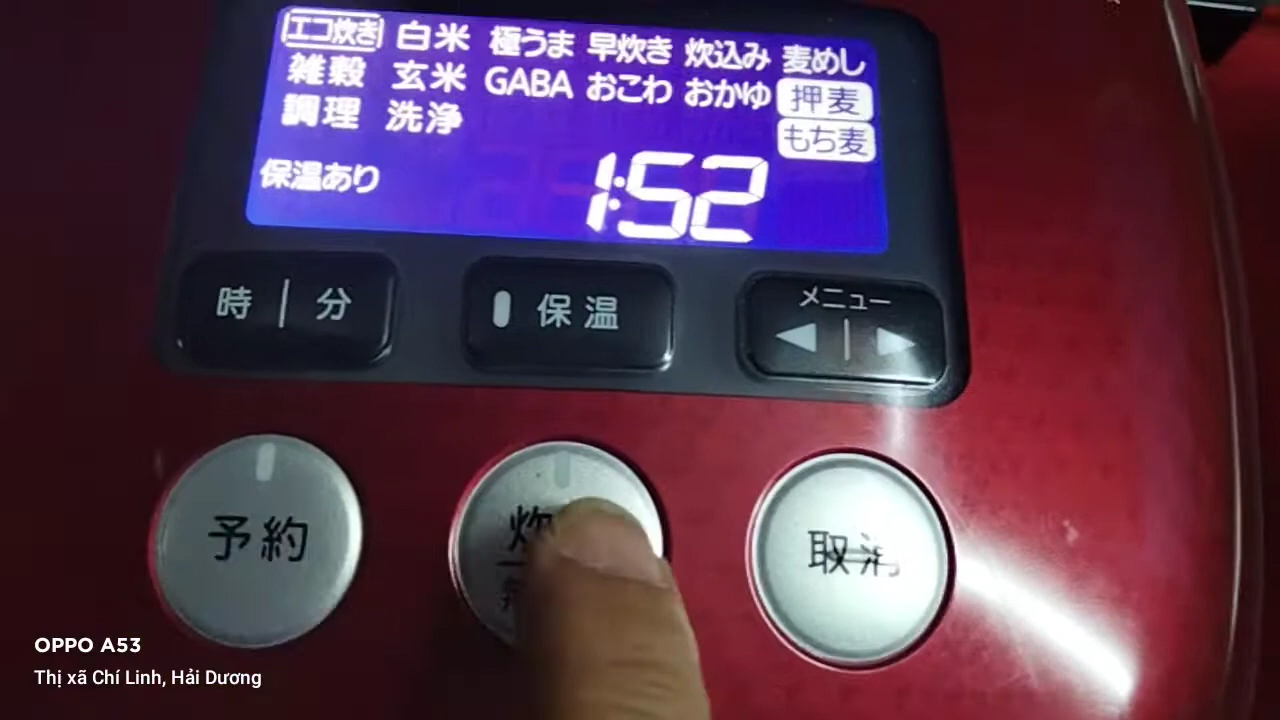 エコ炊き 白米 極うま 早炊き 炊込み 麦めし
雑穀 玄米 GABA おこわ おかゆ 押麦
調理 洗浄 もち麦
保温あり 1:52
時 | 分 保温 メニュー
◀ | ▶
予約 炊 取消
OPPO A53
Thị xã Chí Linh, Hải Dương